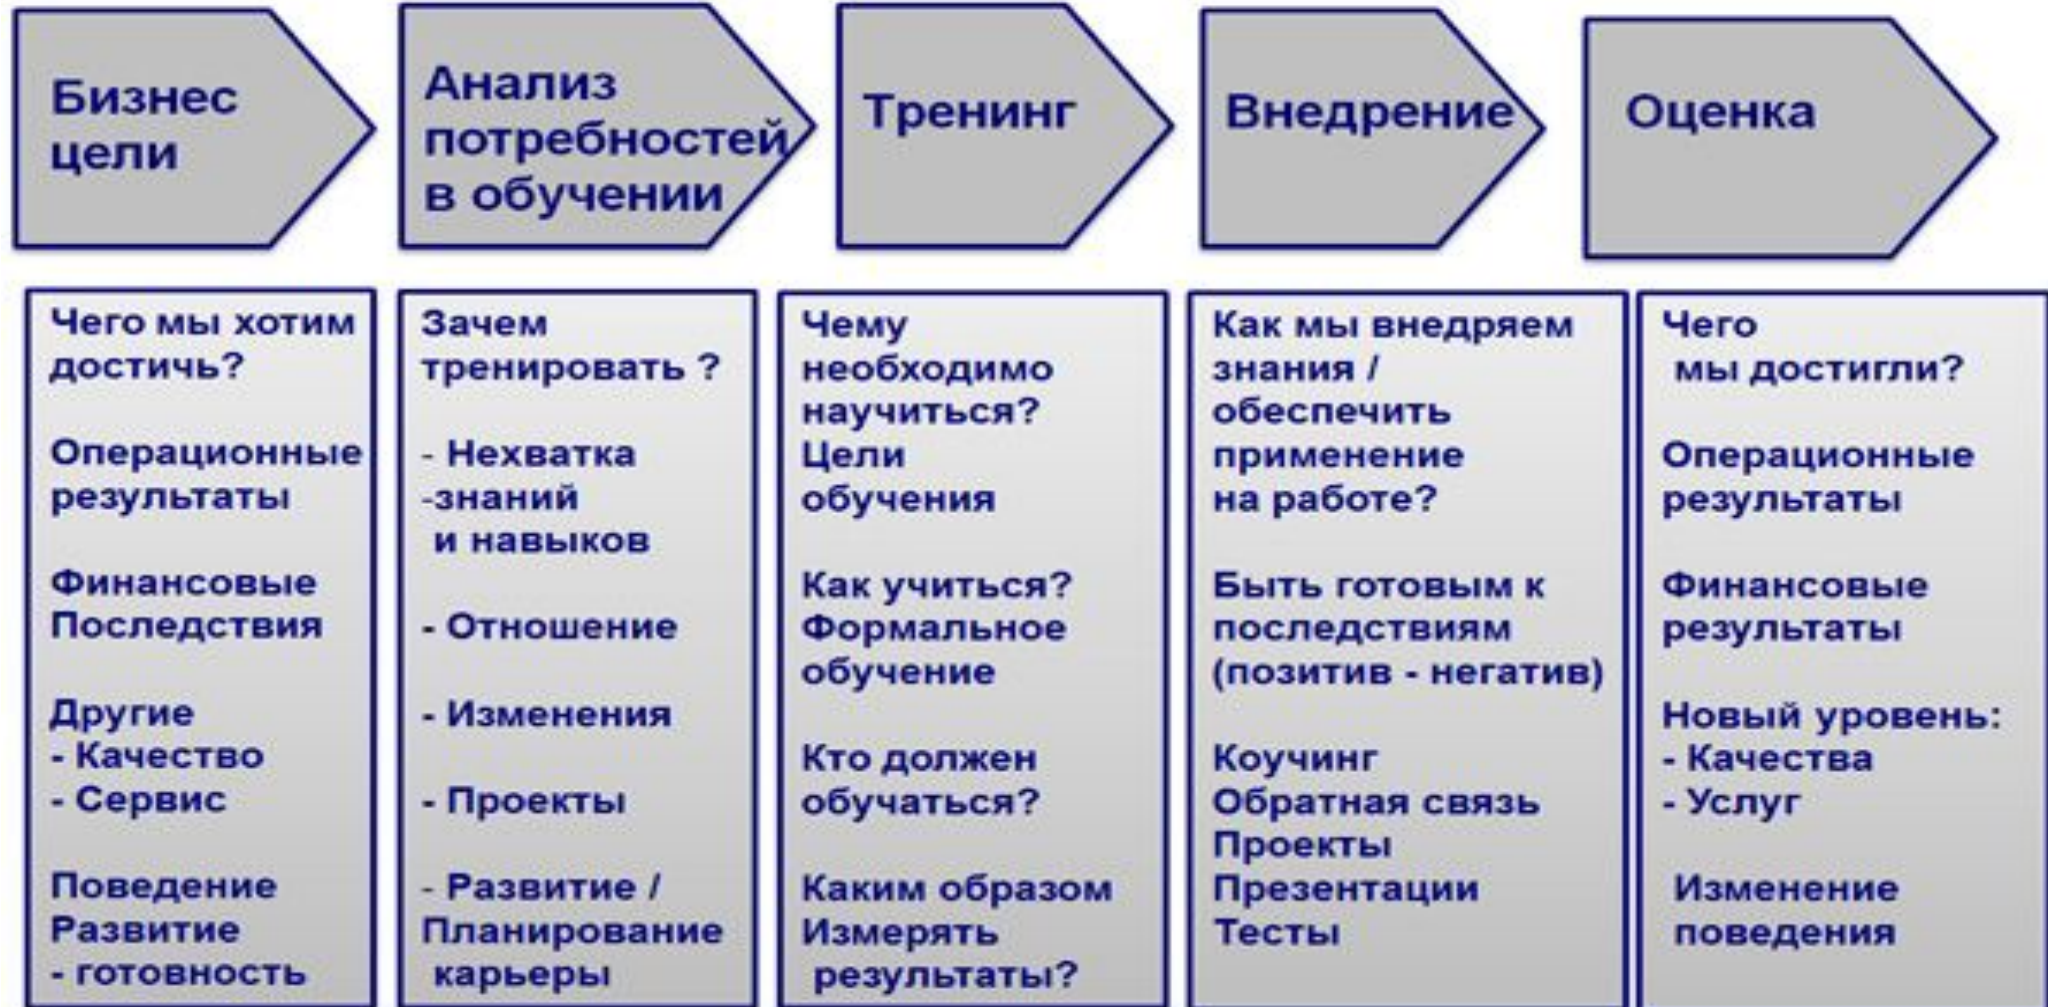 Бизнес
цели
Анализ
потребностей
в обучении
Тренинг
Внедрение
Оценка
Чего мы хотим
достичь?
Операционные
результаты
Финансовые
Последствия
Другие
- Качество
- Сервис
Поведение
Развитие
- готовность
Зачем
тренировать ?
- Нехватка
-знаний
и навыков
- Отношение
- Изменения
- Проекты
- Развитие /
Планирование
карьеры
Чему
необходимо
научиться?
Цели
обучения
Как учиться?
Формальное
обучение
Кто должен
обучаться?
Каким образом
Измерять
результаты?
Как мы внедряем
знания /
обеспечить
применение
на работе?
Быть готовым к
последствиям
(позитив - негатив)
Коучинг
Обратная связь
Проекты
Презентации
Тесты
Чего
мы достигли?
Операционные
результаты
Финансовые
результаты
Новый уровень:
- Качества
- Услуг
Изменение
поведения